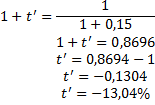 1 + t′ = 1 / (1 + 0,15)
1 + t′ = 0,8696
t′ = 0,8694 − 1
t′ = −0,1304
t′ = −13,04%